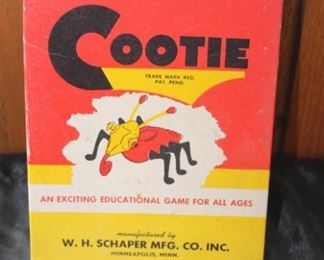 COOTIE
TRADE MARK REG.
PAT. PEND.
AN EXCITING EDUCATIONAL GAME FOR ALL AGES
manufactured by
W. H. SCHAPER MFG. CO. INC.
MINNEAPOLIS, MINN.